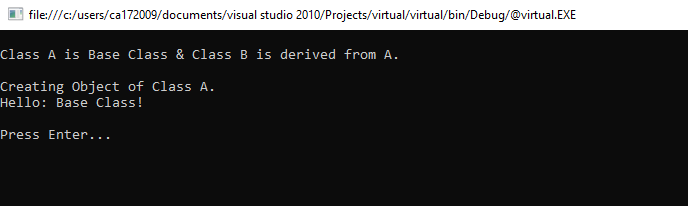 file:///c:/users/ca172009/documents/visual studio 2010/Projects/virtual/virtual/bin/Debug/@virtual.EXE
Class A is Base Class & Class B is derived from A.
Creating Object of Class A.
Hello: Base Class!
Press Enter...